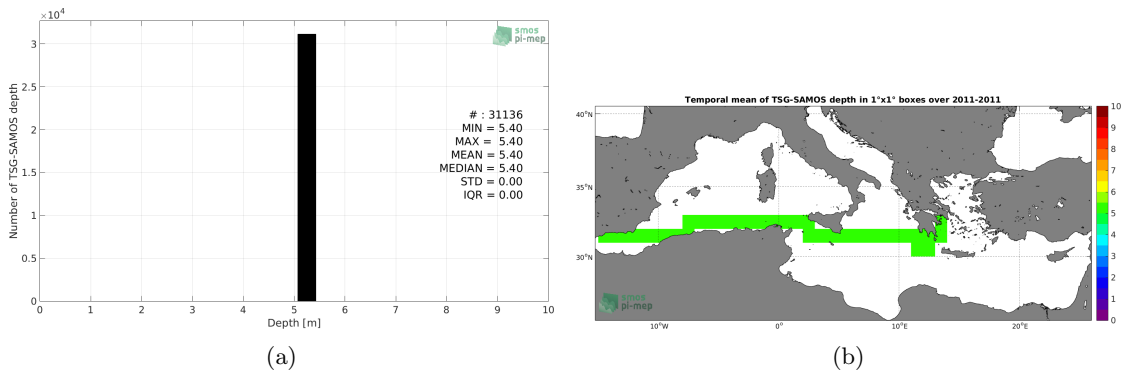 ×10⁴
3
2.5
2
1.5
1
0.5
0
Number of TSG-SAMOS depth
smos
pi-mep
# : 31136
MIN = 5.40
MAX = 5.40
MEAN = 5.40
MEDIAN = 5.40
STD = 0.00
IQR = 0.00
0 1 2 3 4 5 6 7 8 9 10
Depth [m]
(a)
Temporal mean of TSG-SAMOS depth in 1°x1° boxes over 2011-2011
40°N
35°N
30°N
10°W 0° 10°E 20°E
smos
pi-mep
10
9
8
7
6
5
4
3
2
1
0
(b)